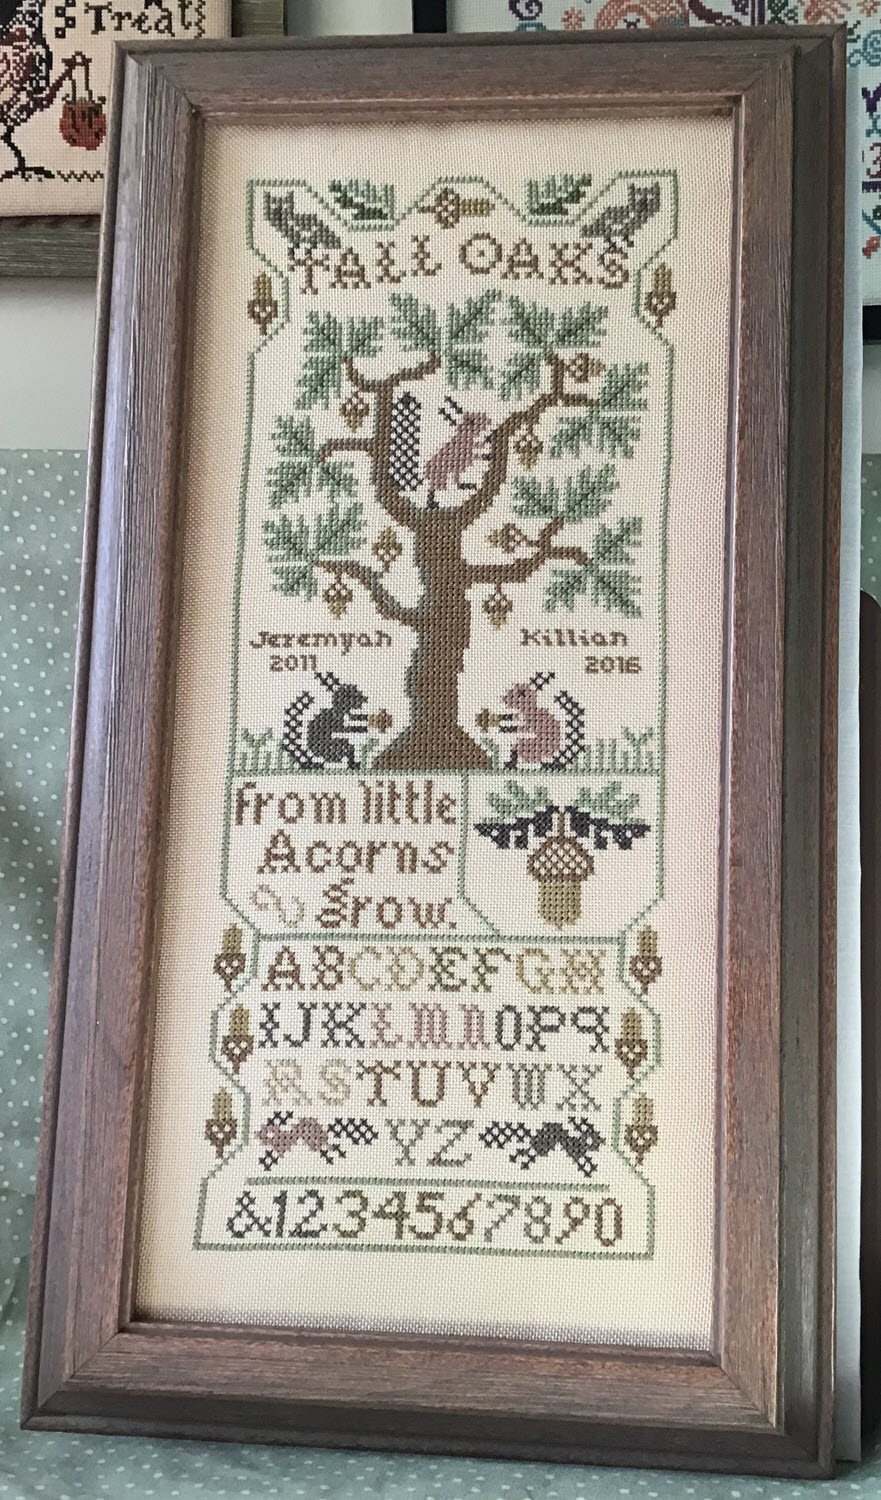 & Treat!
TALL OAKS
Jeremyah
2011
Killian
2016
from little
Acorns
Grow.
ABCDEFGH
IJKLMNOPQ
RSTUVWX
YZ
&1234567890